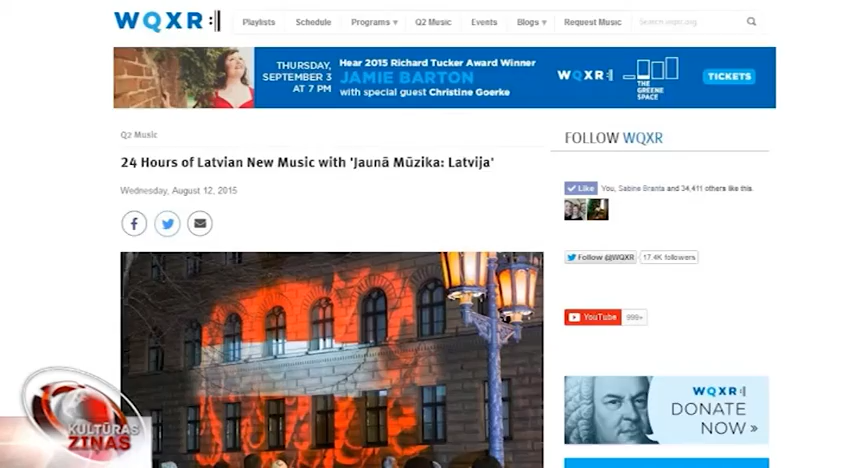 WQXR
Playlists
Schedule
Programs
Q2 Music
Events
Blogs
Request Music
Search wqxr.org
THURSDAY,
SEPTEMBER 3
AT 7 PM
Hear 2015 Richard Tucker Award Winner
JAMIE BARTON
with special guest Christine Goerke
WQXR
THE
GREENE
SPACE
TICKETS
Q2 Music
24 Hours of Latvian New Music with 'Jaunā Mūzika: Latvija'
Wednesday, August 12, 2015
FOLLOW WQXR
Like
You, Sabine Branta and 34,411 others like this.
Follow @WQXR
17.4K followers
YouTube
999+
WQXR
DONATE
NOW »
KULTŪRAS
ZIŅAS